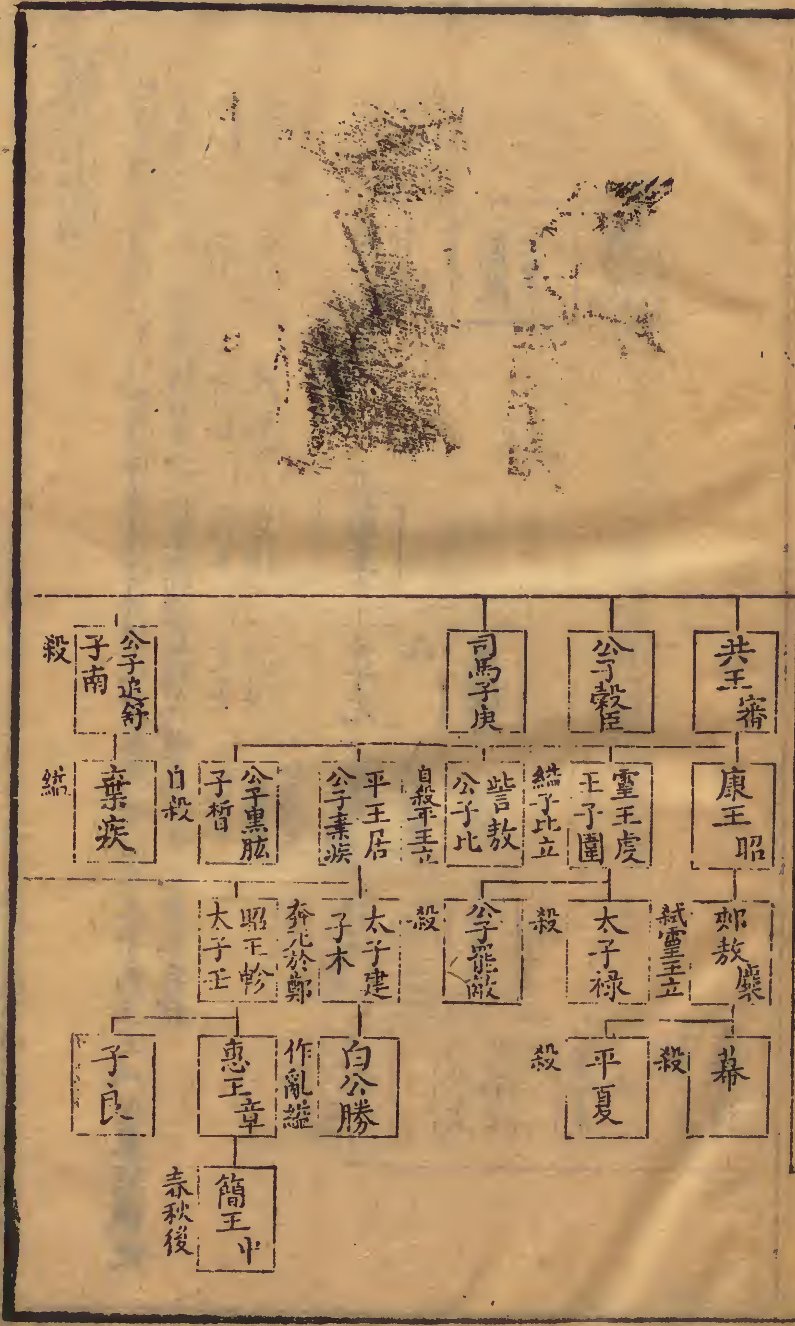 共王審
公子穀臣
司馬子庚
公子追舒
子南
殺
康王昭
靈王虔
王子圍
縊子比立
訾敖
公子比
自殺平王立
平王居
公子棄疾
公子黑肱
子晳
自殺
棄疾
縊
郟敖麇
弒靈王立
太子祿
殺
公子罷敵
殺
太子建
子木
奔死於鄭
昭王軫
太子壬
幕
殺
平夏
殺
白公勝
作亂縊
惠王章
子良
簡王中
春秋後